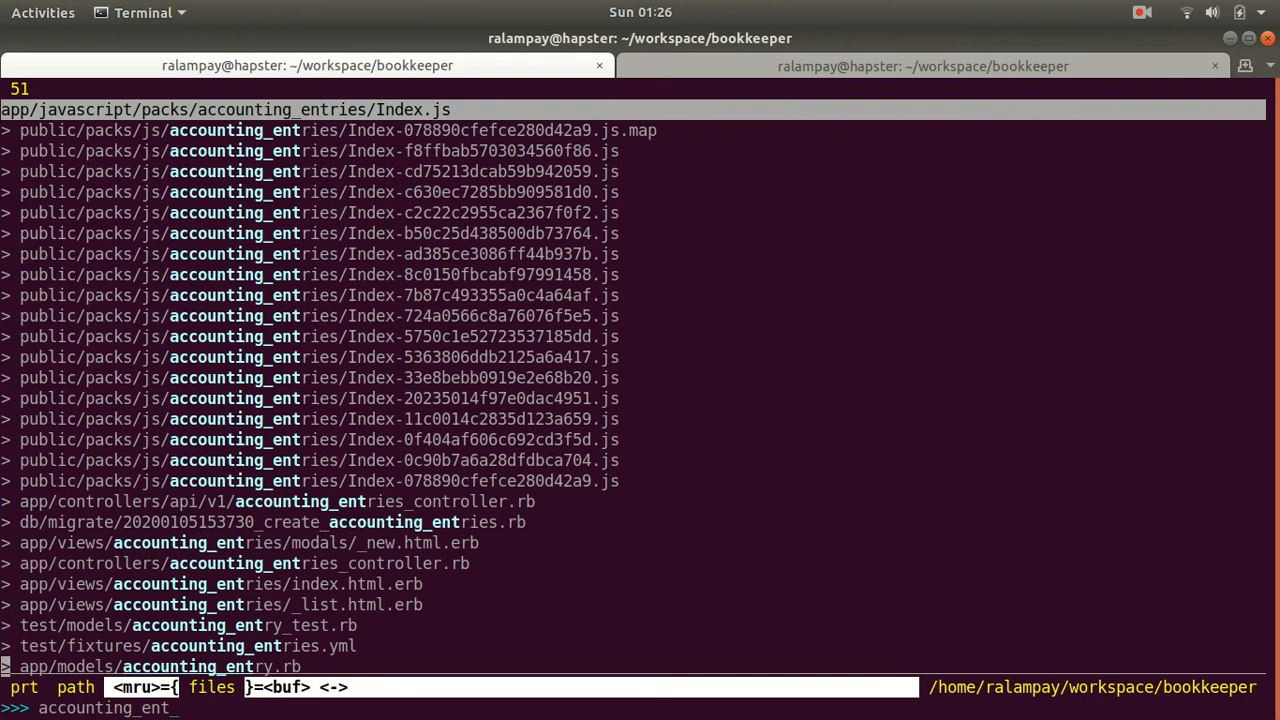 Activities Terminal Sun 01:26
ralampay@hapster: ~/workspace/bookkeeper
ralampay@hapster: ~/workspace/bookkeeper × ralampay@hapster: ~/workspace/bookkeeper ×
51
app/javascript/packs/accounting_entries/Index.js
> public/packs/js/accounting_entries/Index-078890cfefce280d42a9.js.map
> public/packs/js/accounting_entries/Index-f8ffbab5703034560f86.js
> public/packs/js/accounting_entries/Index-cd75213dcab59b942059.js
> public/packs/js/accounting_entries/Index-c630ec7285bb909581d0.js
> public/packs/js/accounting_entries/Index-c2c22c2955ca2367f0f2.js
> public/packs/js/accounting_entries/Index-b50c25d438500db73764.js
> public/packs/js/accounting_entries/Index-ad385ce3086ff44b937b.js
> public/packs/js/accounting_entries/Index-8c0150fbcabf97991458.js
> public/packs/js/accounting_entries/Index-7b87c493355a0c4a64af.js
> public/packs/js/accounting_entries/Index-724a0566c8a76076f5e5.js
> public/packs/js/accounting_entries/Index-5750c1e52723537185dd.js
> public/packs/js/accounting_entries/Index-5363806ddb2125a6a417.js
> public/packs/js/accounting_entries/Index-33e8bebb0919e2e68b20.js
> public/packs/js/accounting_entries/Index-20235014f97e0dac4951.js
> public/packs/js/accounting_entries/Index-11c0014c2835d123a659.js
> public/packs/js/accounting_entries/Index-0f404af606c692cd3f5d.js
> public/packs/js/accounting_entries/Index-0c90b7a6a28dfdbca704.js
> public/packs/js/accounting_entries/Index-078890cfefce280d42a9.js
> app/controllers/api/v1/accounting_entries_controller.rb
> db/migrate/20200105153730_create_accounting_entries.rb
> app/views/accounting_entries/modals/_new.html.erb
> app/controllers/accounting_entries_controller.rb
> app/views/accounting_entries/index.html.erb
> app/views/accounting_entries/_list.html.erb
> test/models/accounting_entry_test.rb
> test/fixtures/accounting_entries.yml
> app/models/accounting_entry.rb
prt path <mru>={ files }=<buf> <-> /home/ralampay/workspace/bookkeeper
>>> accounting_ent_